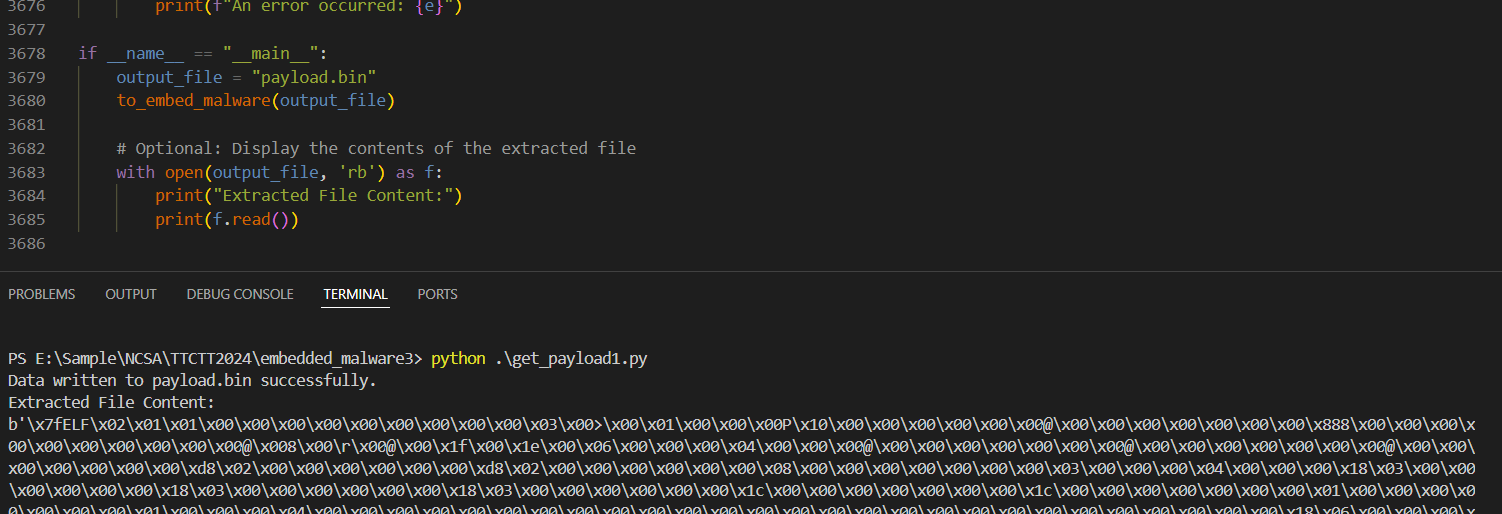 3676 print(f"An error occurred: {e}")
3677
3678 if __name__ == "__main__":
3679 output_file = "payload.bin"
3680 to_embed_malware(output_file)
3681
3682 # Optional: Display the contents of the extracted file
3683 with open(output_file, 'rb') as f:
3684 print("Extracted File Content:")
3685 print(f.read())
3686
PROBLEMS OUTPUT DEBUG CONSOLE TERMINAL PORTS
PS E:\Sample\NCSA\TTCTT2024\embedded_malware3> python .\get_payload1.py
Data written to payload.bin successfully.
Extracted File Content:
b'\x7fELF\x02\x01\x01\x00\x00\x00\x00\x00\x00\x00\x00\x00\x03\x00>\x00\x01\x00\x00\x00P\x10\x00\x00\x00\x00\x00\x00@\x00\x00\x00\x00\x00\x00\x00\x888\x00\x00\x00\x
00\x00\x00\x00\x00\x00\x00@\x008\x00\r\x00@\x00\x1f\x00\x1e\x00\x06\x00\x00\x00\x04\x00\x00\x00@\x00\x00\x00\x00\x00\x00\x00@\x00\x00\x00\x00\x00\x00\x00@\x00\x00\
x00\x00\x00\x00\x00\xd8\x02\x00\x00\x00\x00\x00\x00\xd8\x02\x00\x00\x00\x00\x00\x00\x08\x00\x00\x00\x00\x00\x00\x00\x03\x00\x00\x00\x04\x00\x00\x00\x18\x03\x00\x00
\x00\x00\x00\x00\x18\x03\x00\x00\x00\x00\x00\x00\x18\x03\x00\x00\x00\x00\x00\x00\x1c\x00\x00\x00\x00\x00\x00\x00\x1c\x00\x00\x00\x00\x00\x00\x00\x01\x00\x00\x00\x0